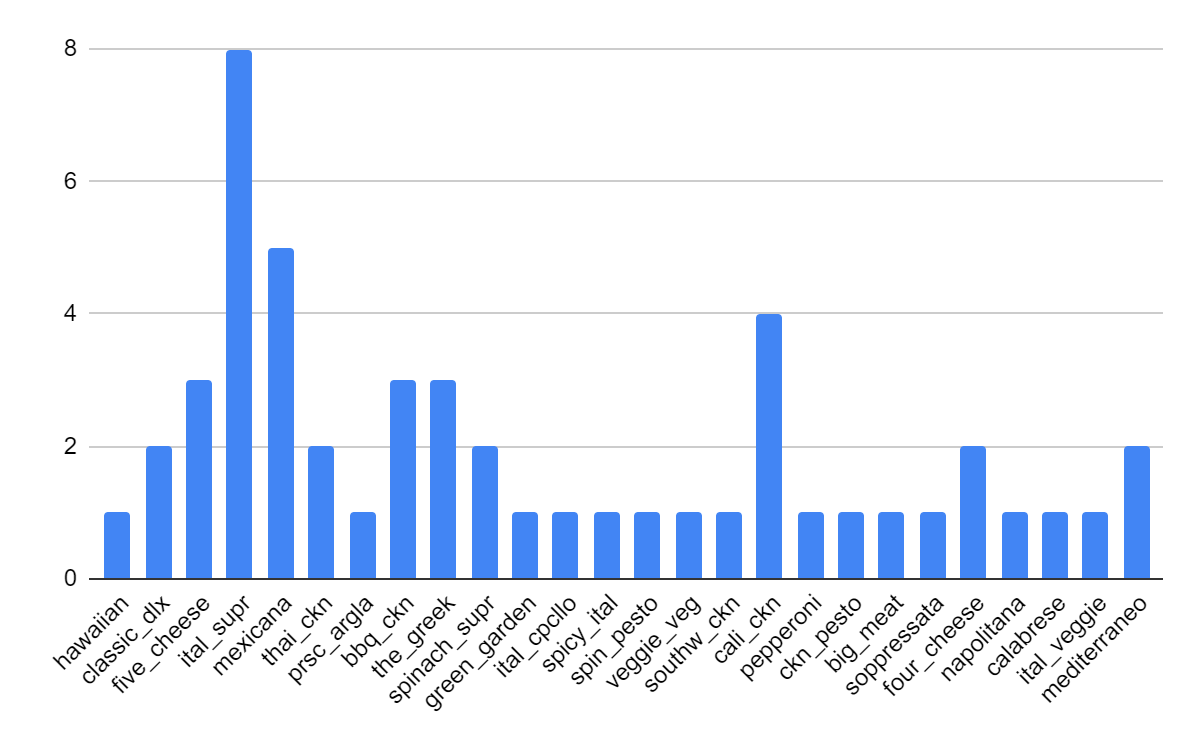 8
6
4
2
0
hawaiian
classic_dlx
five_cheese
ital_supr
mexicana
thai_ckn
prsc_argla
bbq_ckn
the_greek
spinach_supr
green_garden
ital_cpcllo
spicy_ital
spin_pesto
veggie_veg
southw_ckn
cali_ckn
pepperoni
ckn_pesto
big_meat
soppressata
four_cheese
napolitana
calabrese
ital_veggie
mediterraneo